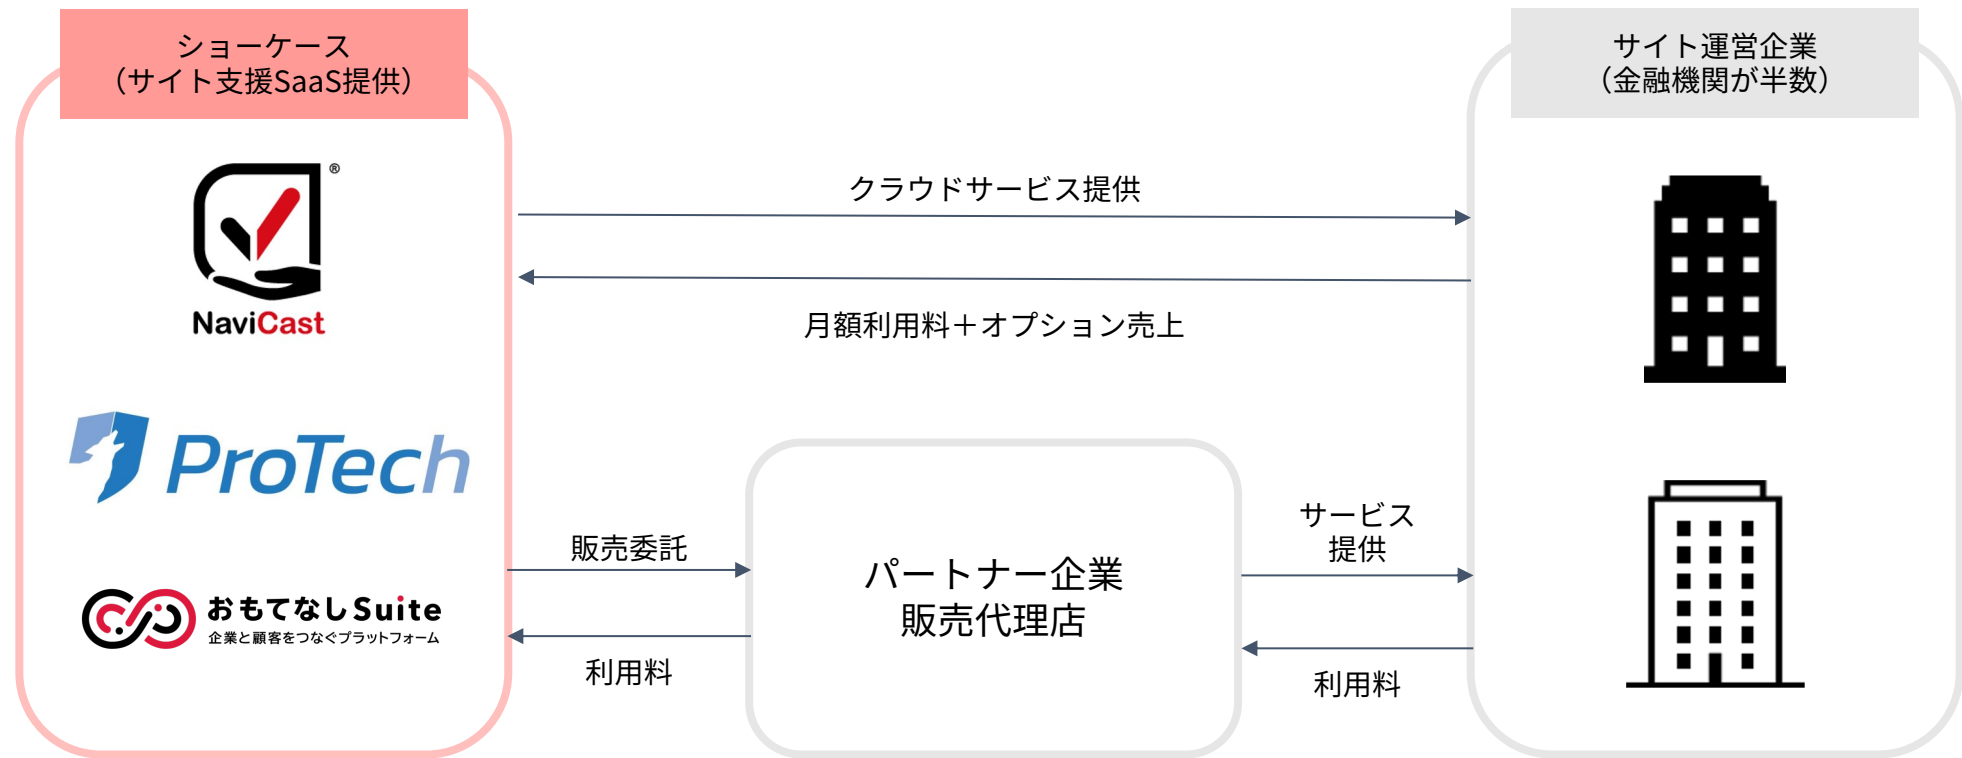 ショーケース
（サイト支援SaaS提供）
®
NaviCast
ProTech
おもてなしSuite
企業と顧客をつなぐプラットフォーム
クラウドサービス提供
月額利用料＋オプション売上
販売委託
利用料
パートナー企業
販売代理店
サービス
提供
利用料
サイト運営企業
（金融機関が半数）